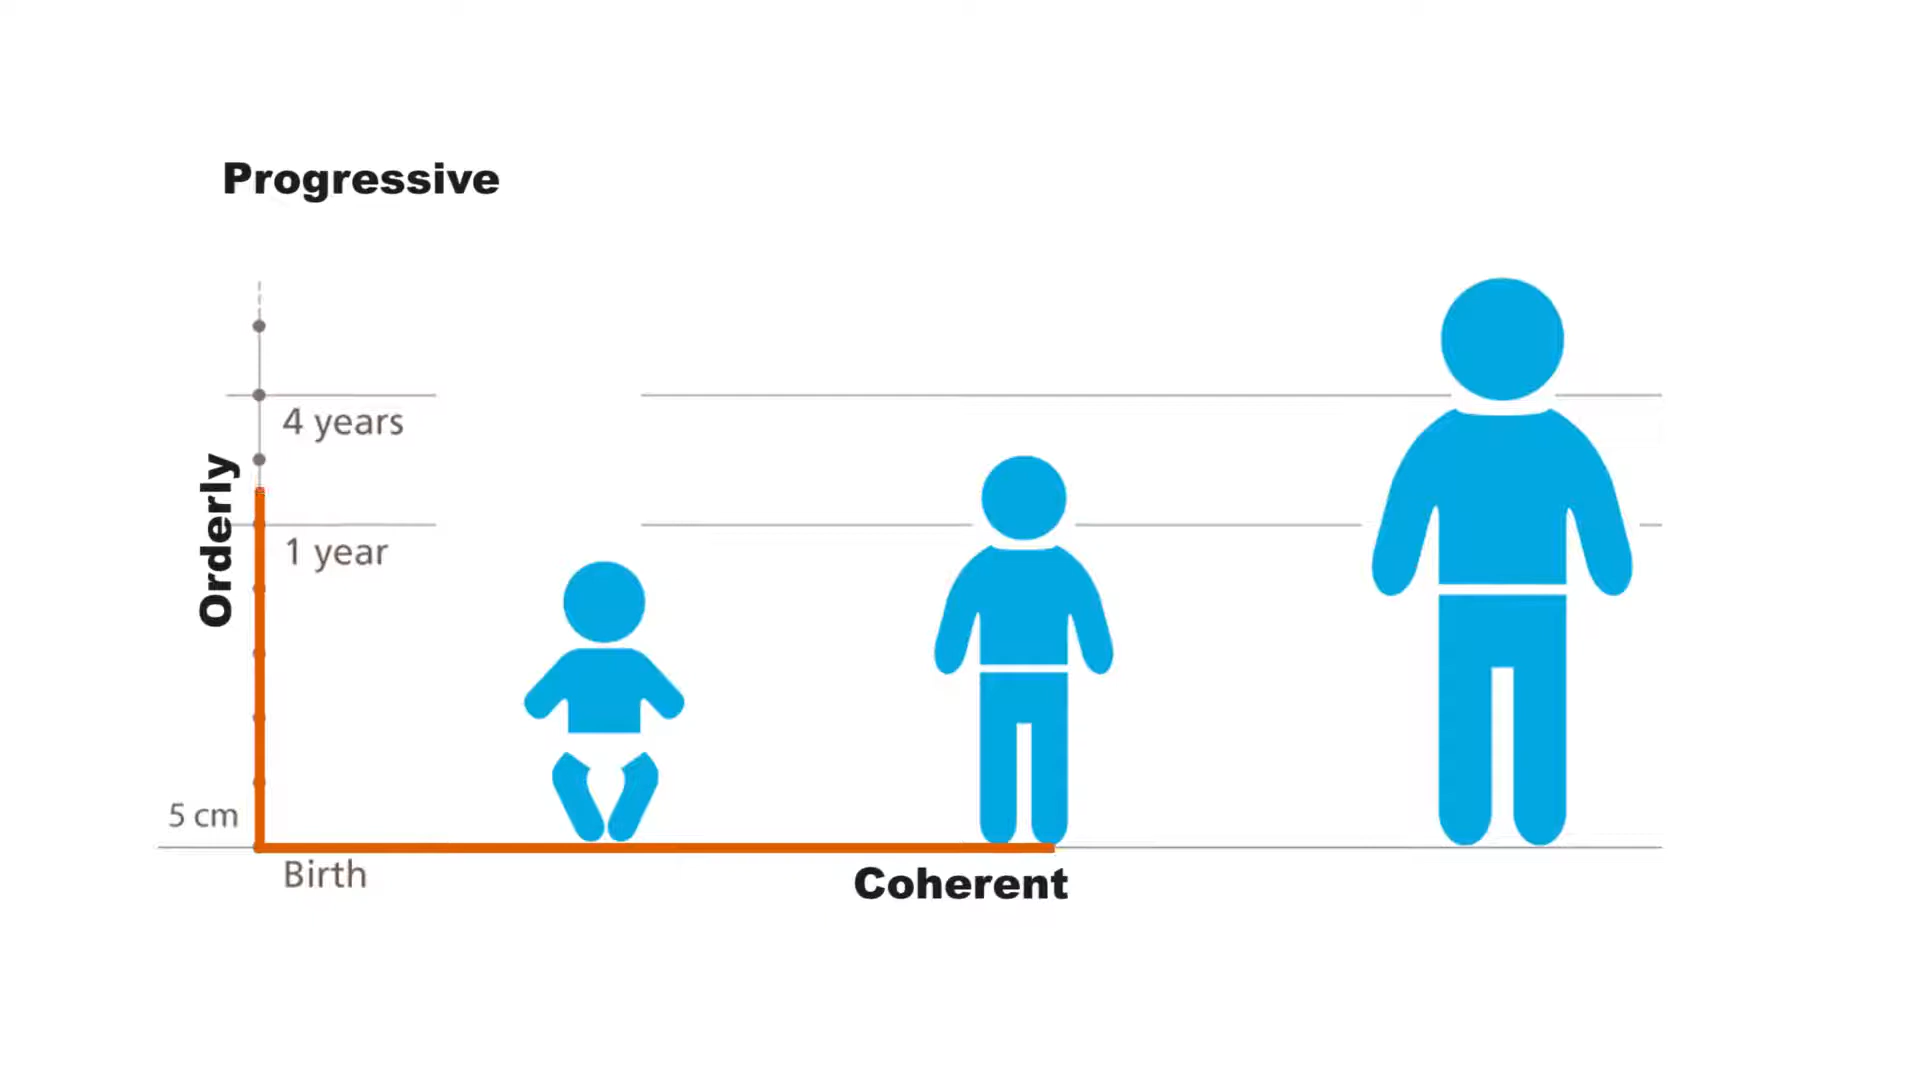 Progressive
4 years
Orderly
1 year
5 cm
Birth
Coherent